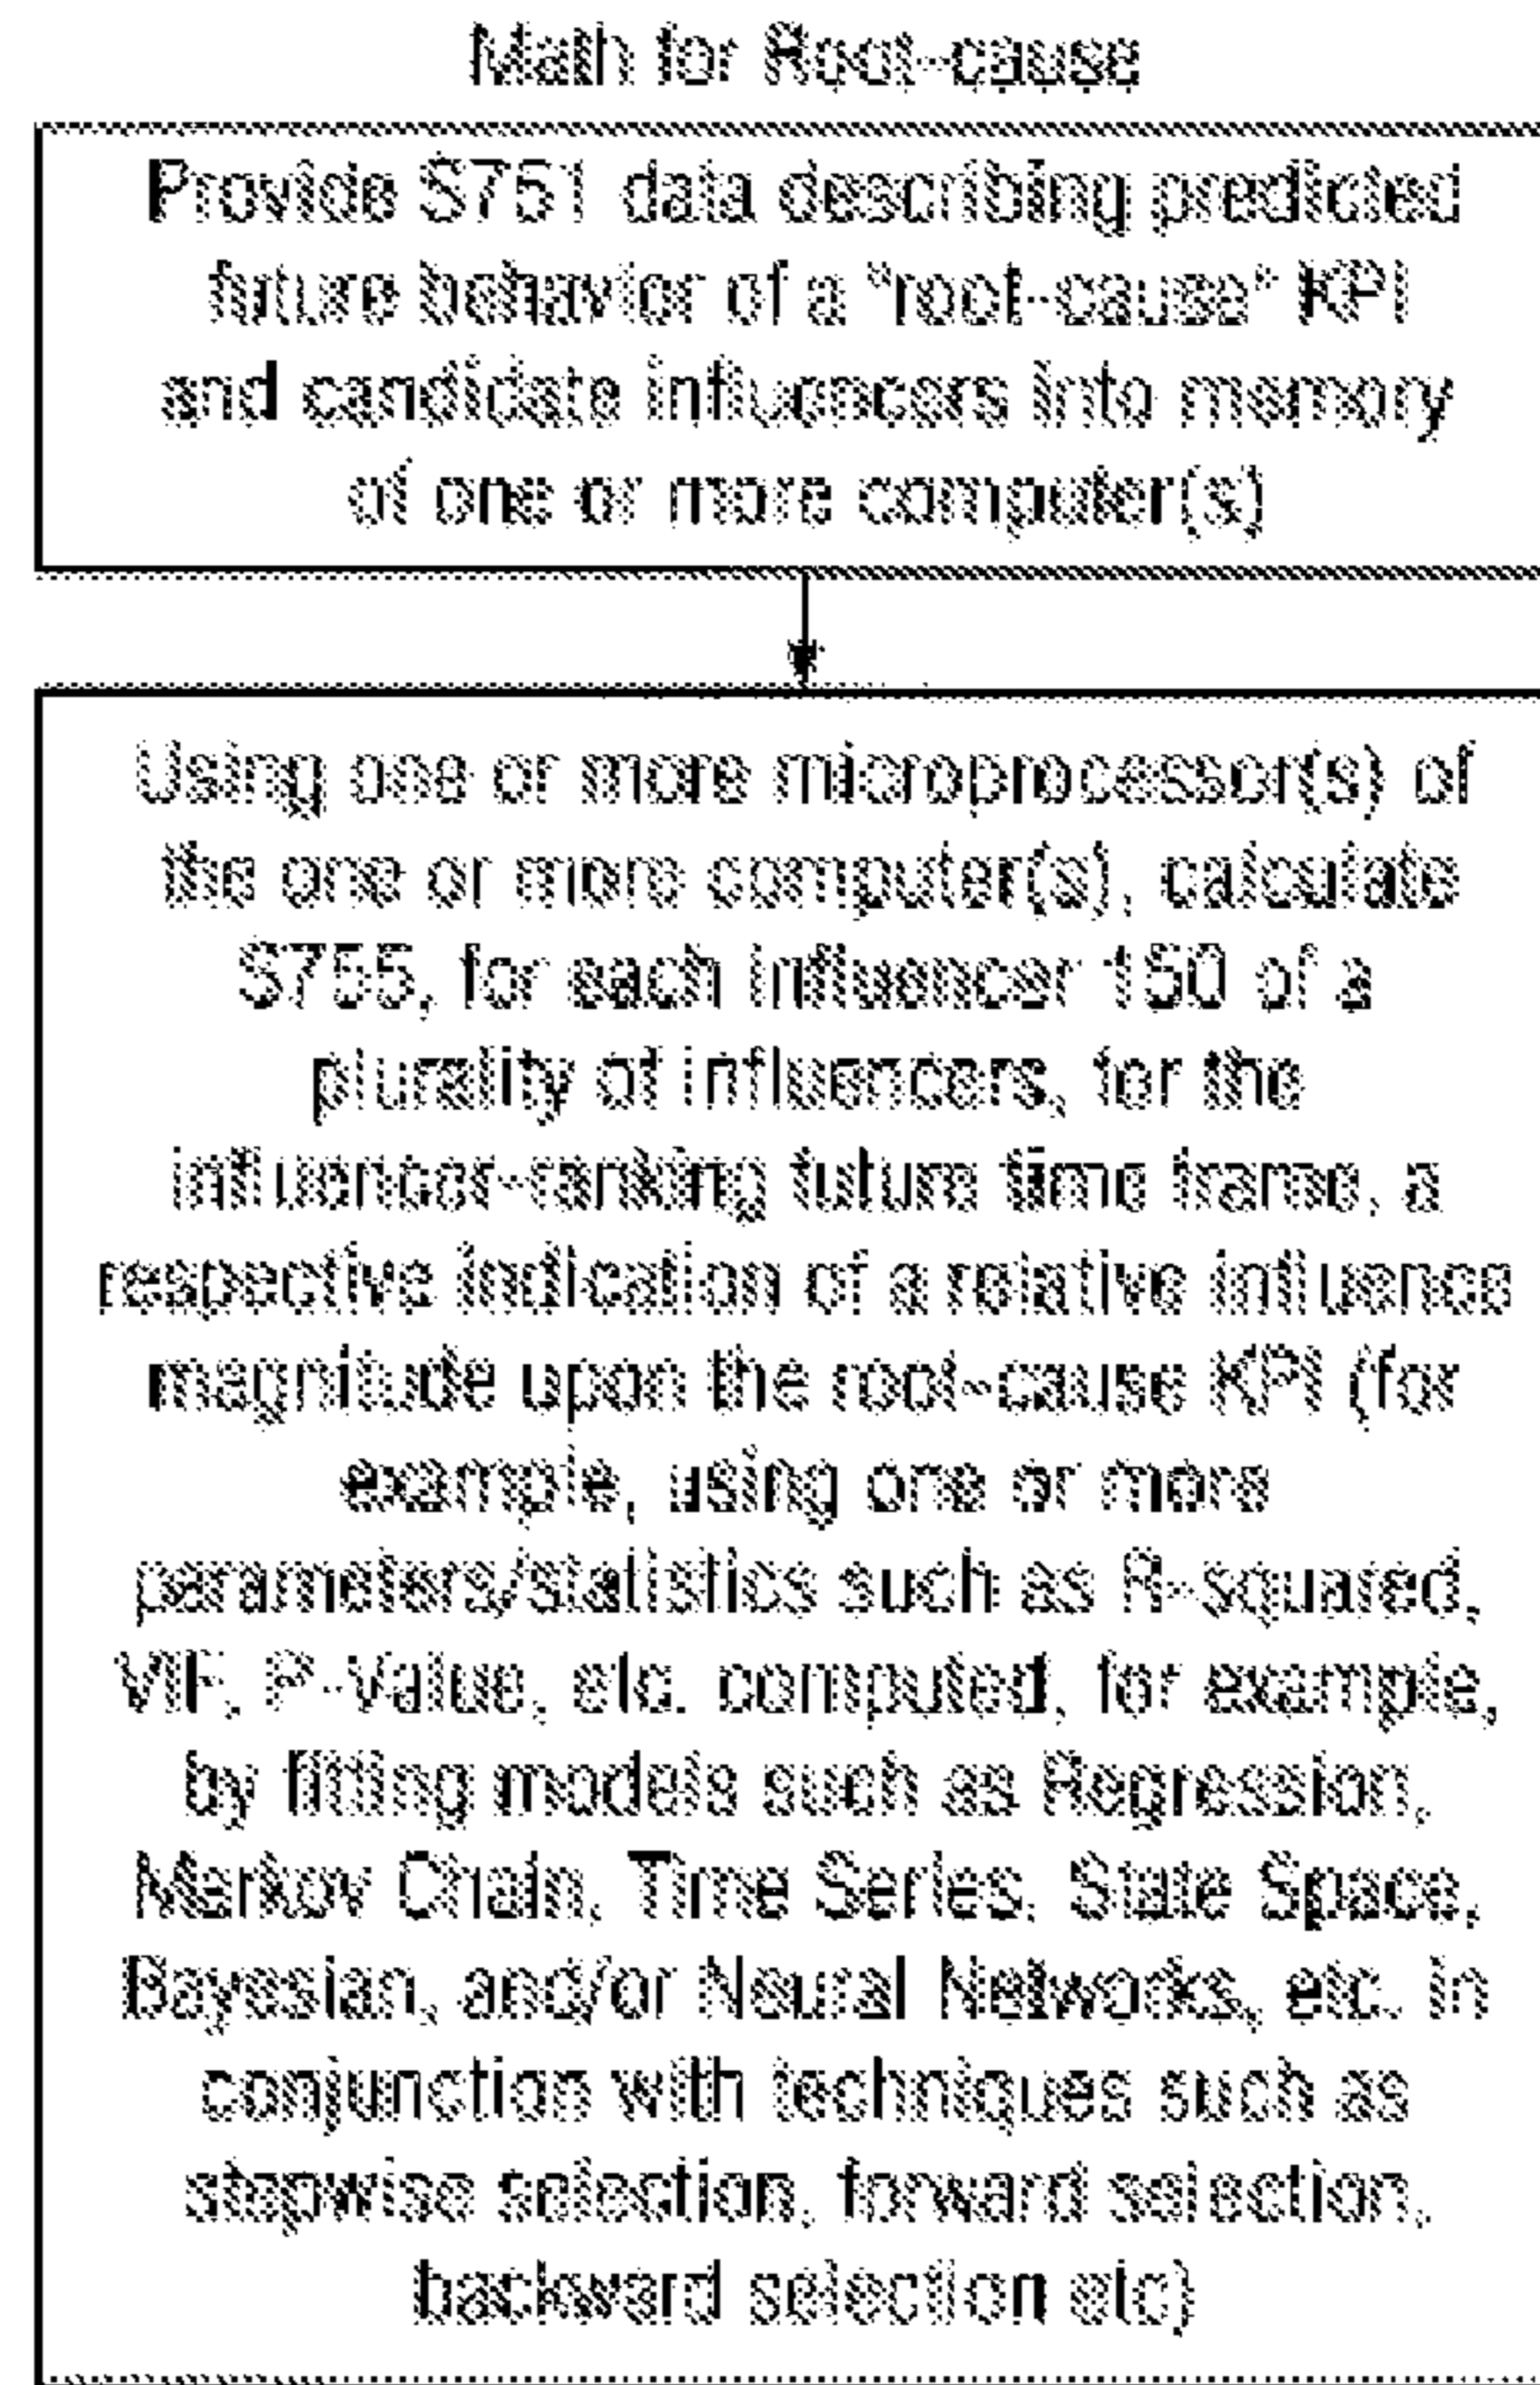 Math for Root-cause
Provide S751 data describing predicted
future behavior of a "root-cause" KPI
and candidate influencers into memory
of one or more computer(s)
Using one or more microprocessor(s) of
the one or more computer(s), calculate
S755, for each influencer 150 of a
plurality of influencers, for the
influencer-ranking future time frame, a
respective indication of a relative influence
magnitude upon the root-cause KPI (for
example, using one or more
parameters/statistics such as R-squared,
VIF, P-Value, etc. computed, for example,
by fitting models such as Regression,
Markov Chain, Time Series, State Space,
Bayesian, and/or Neural Networks, etc. in
conjunction with techniques such as
stepwise selection, forward selection,
backward selection etc)